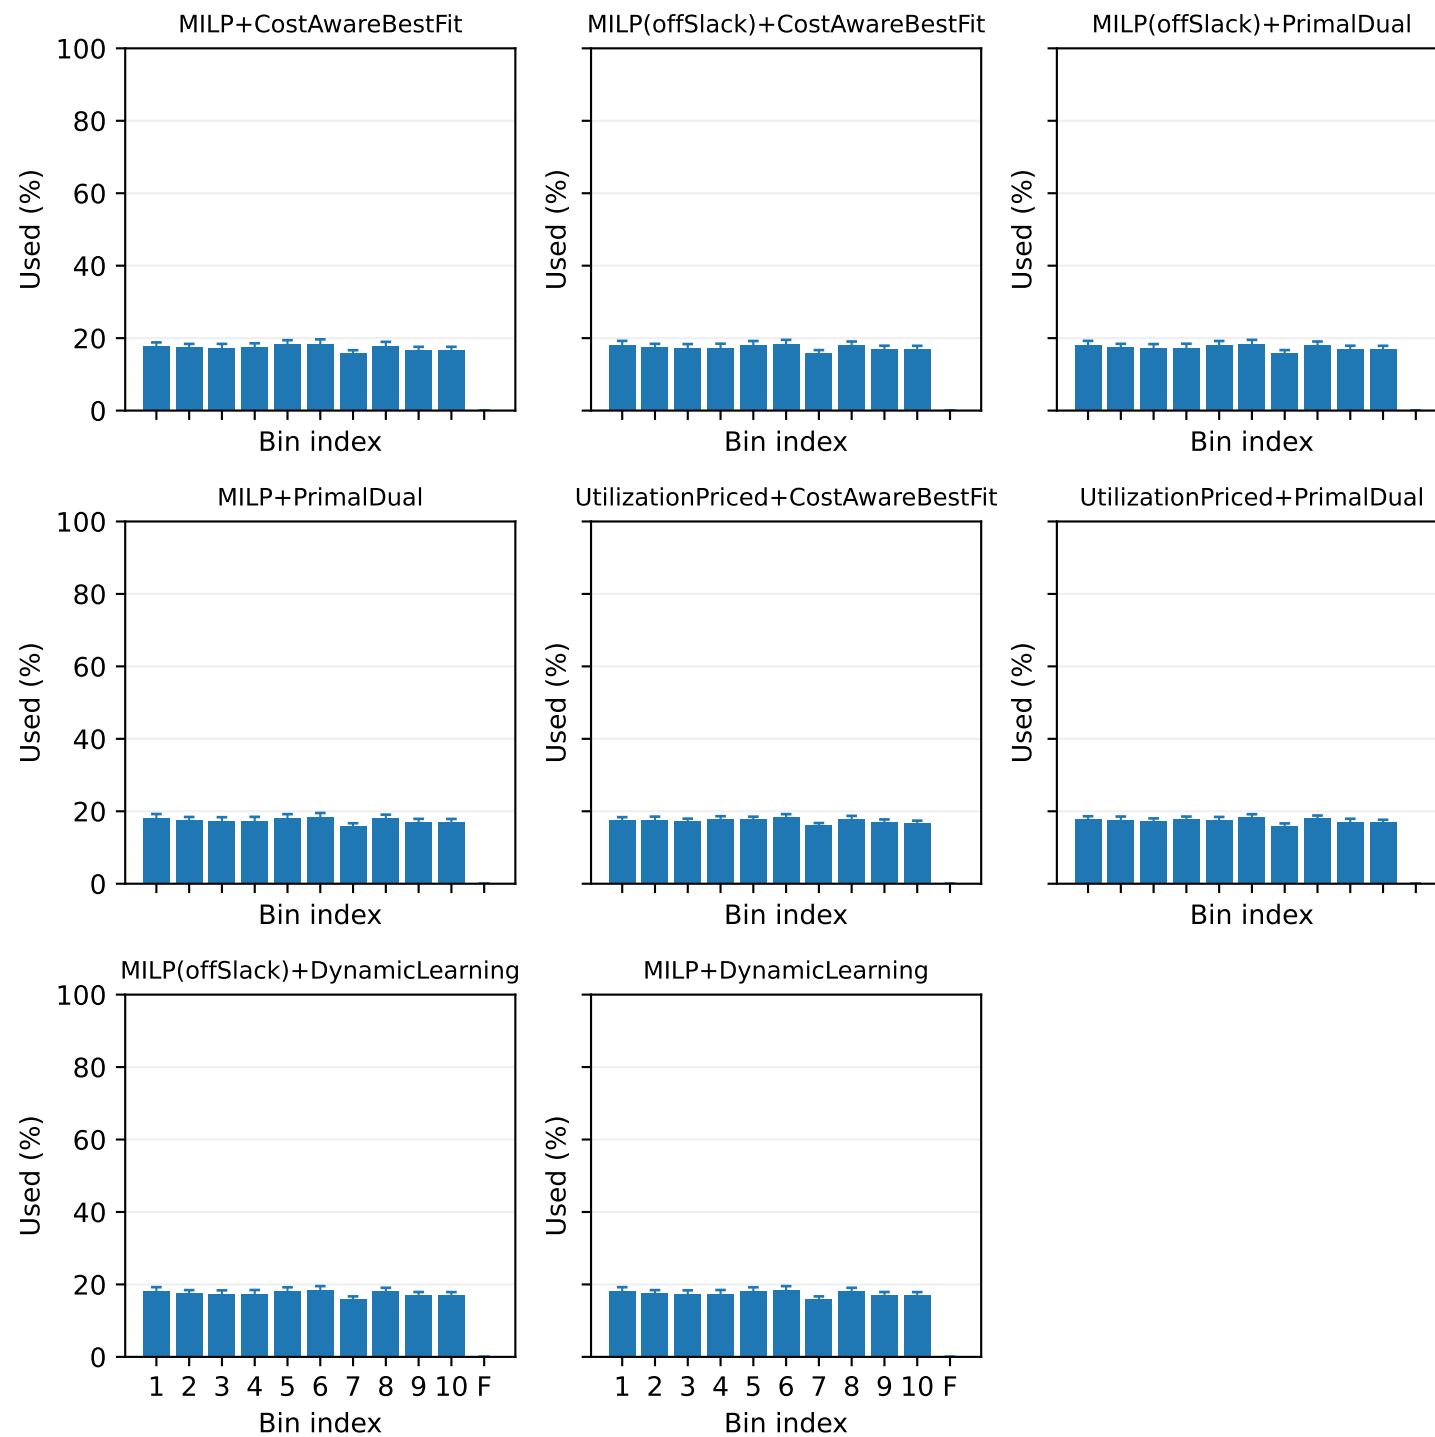 MILP+CostAwareBestFit
MILP(offSlack)+CostAwareBestFit
MILP(offSlack)+PrimalDual
100
80
60
40
20
0
Used (%)
Used (%)
Used (%)
Bin index
Bin index
Bin index
MILP+PrimalDual
UtilizationPriced+CostAwareBestFit
UtilizationPriced+PrimalDual
100
80
60
40
20
0
Used (%)
Used (%)
Used (%)
Bin index
Bin index
Bin index
MILP(offSlack)+DynamicLearning
MILP+DynamicLearning
100
80
60
40
20
0
Used (%)
Used (%)
1 2 3 4 5 6 7 8 9 10 F
1 2 3 4 5 6 7 8 9 10 F
Bin index
Bin index